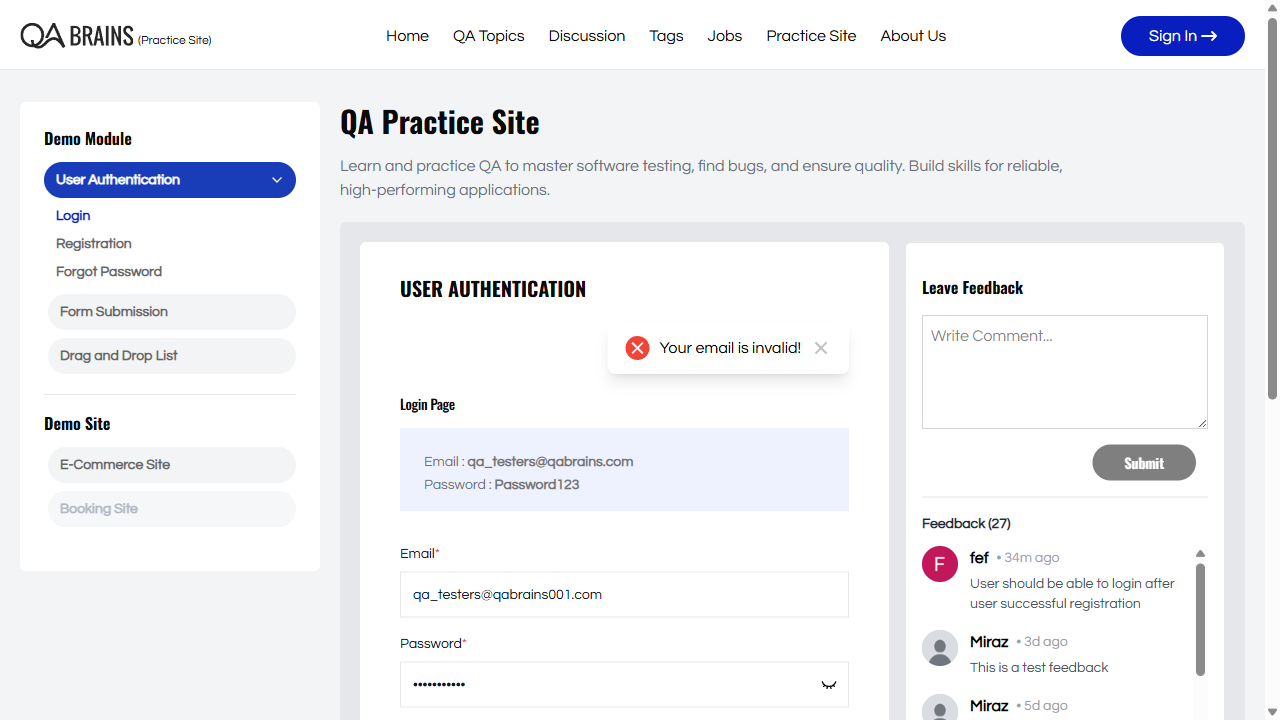 QA BRAINS (Practice Site)
Home
QA Topics
Discussion
Tags
Jobs
Practice Site
About Us
Sign In
Demo Module
User Authentication
Login
Registration
Forgot Password
Form Submission
Drag and Drop List
Demo Site
E-Commerce Site
Booking Site
QA Practice Site
Learn and practice QA to master software testing, find bugs, and ensure quality. Build skills for reliable,
high-performing applications.
USER AUTHENTICATION
Your email is invalid!
Login Page
Email : qa_testers@qabrains.com
Password : Password123
Email*
qa_testers@qabrains001.com
Password*
•••••••••••
Leave Feedback
Write Comment...
Submit
Feedback (27)
F
fef • 34m ago
User should be able to login after
user successful registration
Miraz • 3d ago
This is a test feedback
Miraz • 5d ago